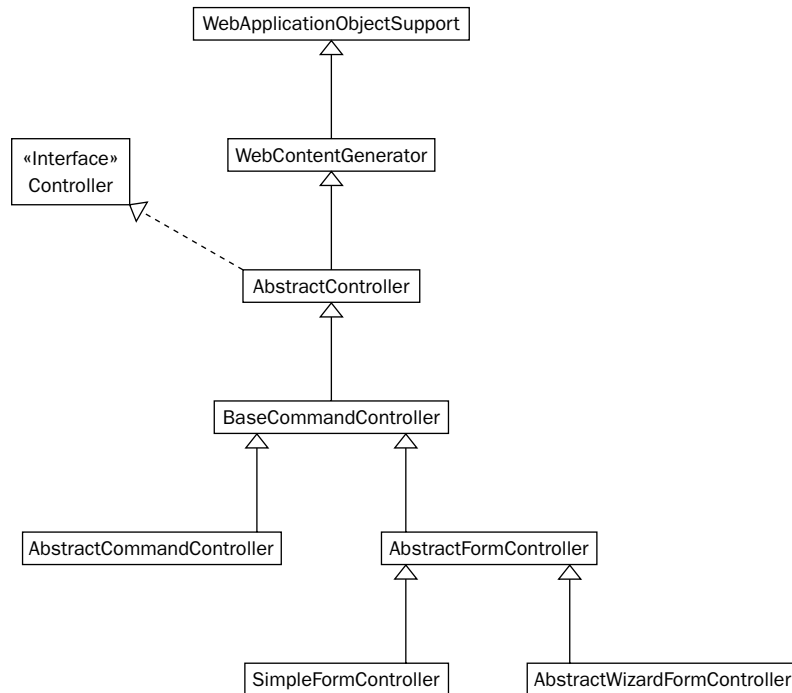 WebApplicationObjectSupport
WebContentGenerator
«Interface»
Controller
AbstractController
BaseCommandController
AbstractCommandController
AbstractFormController
SimpleFormController
AbstractWizardFormController